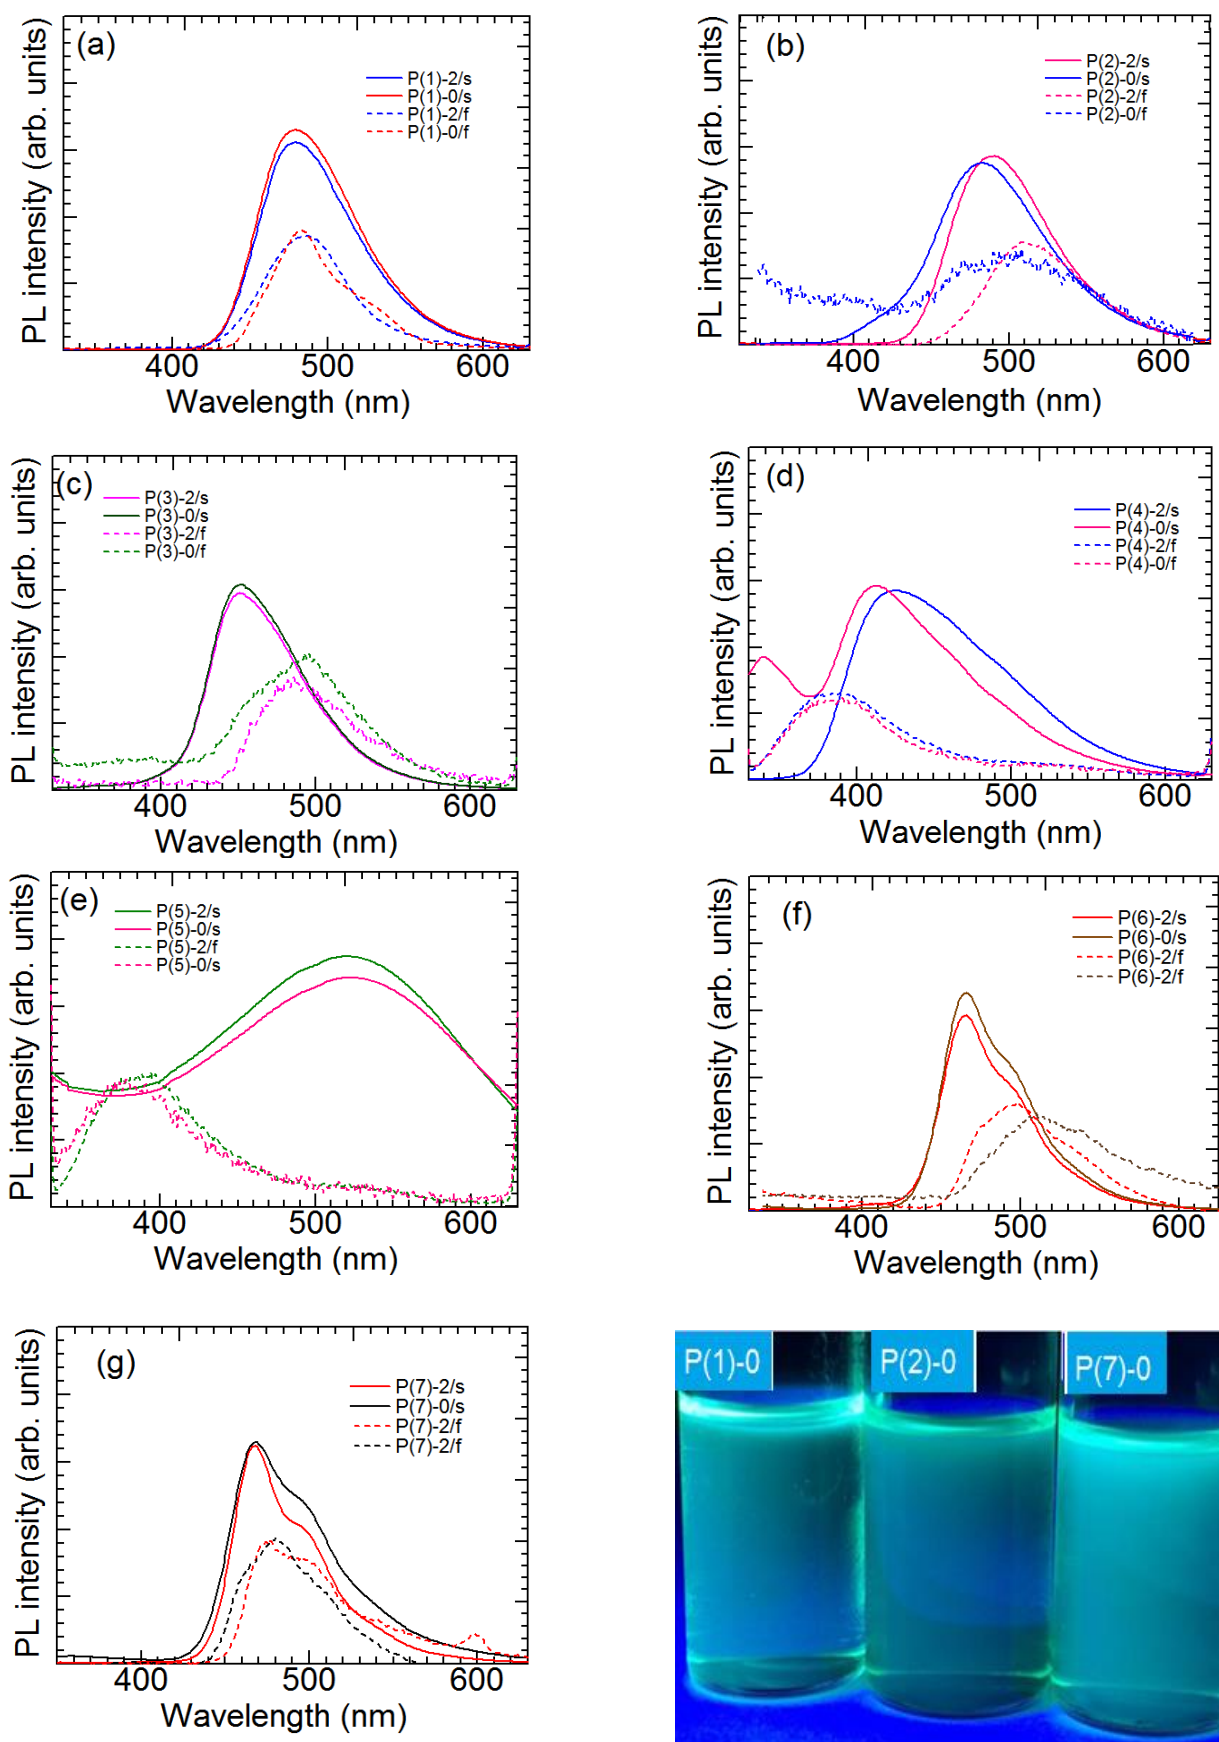 (a)
P(1)-2/s
P(1)-0/s
P(1)-2/f
P(1)-0/f
PL intensity (arb. units)
400 500 600
Wavelength (nm)
(b)
P(2)-2/s
P(2)-0/s
P(2)-2/f
P(2)-0/f
PL intensity (arb. units)
400 500 600
Wavelength (nm)
(c)
P(3)-2/s
P(3)-0/s
P(3)-2/f
P(3)-0/f
PL intensity (arb. units)
400 500 600
Wavelength (nm)
(d)
P(4)-2/s
P(4)-0/s
P(4)-2/f
P(4)-0/f
PL intensity (arb. units)
400 500 600
Wavelength (nm)
(e)
P(5)-2/s
P(5)-0/s
P(5)-2/f
P(5)-0/s
PL intensity (arb. units)
400 500 600
Wavelength (nm)
(f)
P(6)-2/s
P(6)-0/s
P(6)-2/f
P(6)-2/f
PL intensity (arb. units)
400 500 600
Wavelength (nm)
(g)
P(7)-2/s
P(7)-0/s
P(7)-2/f
P(7)-2/f
PL intensity (arb. units)
400 500 600
Wavelength (nm)
P(1)-0
P(2)-0
P(7)-0